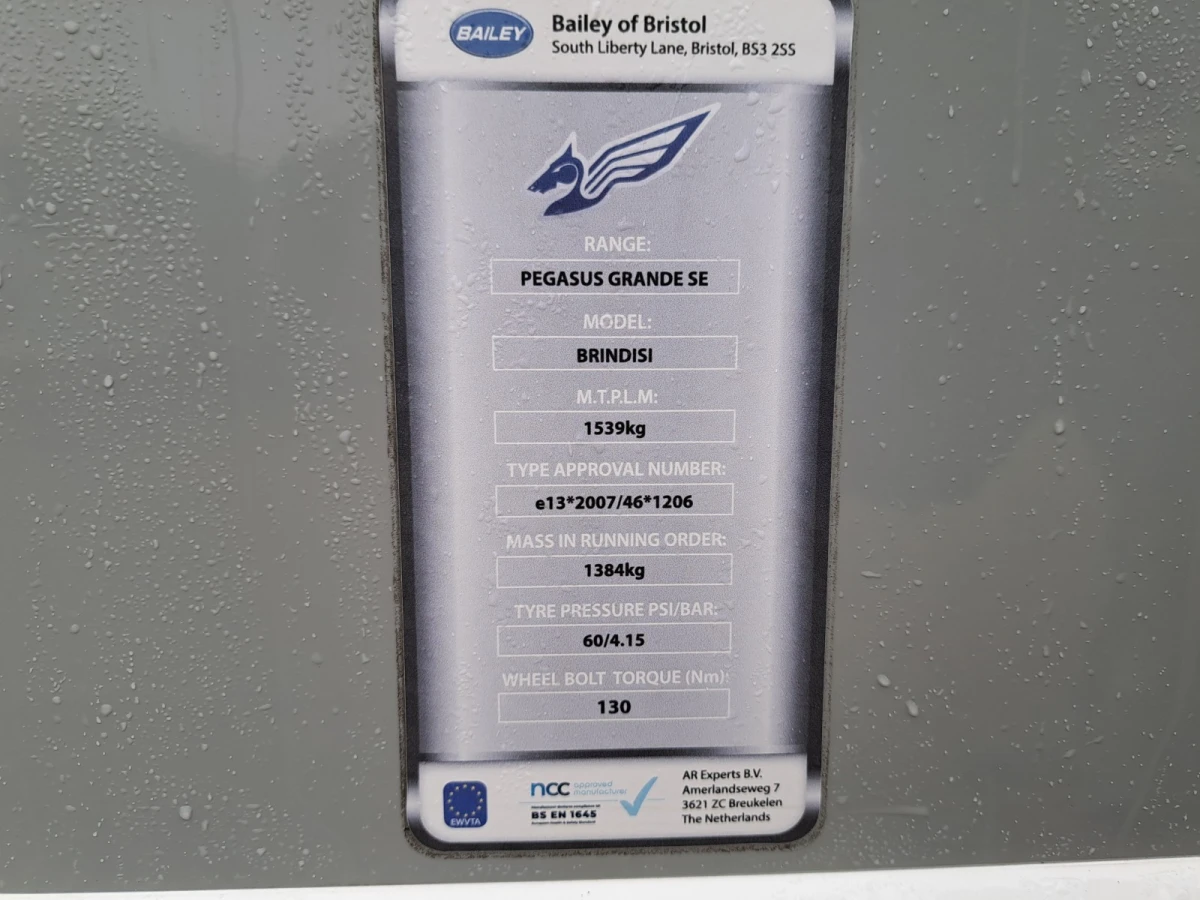 BAILEY
Bailey of Bristol
South Liberty Lane, Bristol, BS3 2SS
RANGE:
PEGASUS GRANDE SE
MODEL:
BRINDISI
M.T.P.L.M:
1539kg
TYPE APPROVAL NUMBER:
e13*2007/46*1206
MASS IN RUNNING ORDER:
1384kg
TYRE PRESSURE PSI/BAR:
60/4.15
WHEEL BOLT TORQUE (Nm):
130
EWVTA
ncc approved
manufacturer
BS EN 1645
AR Experts B.V.
Amerlandseweg 7
3621 ZC Breukelen
The Netherlands